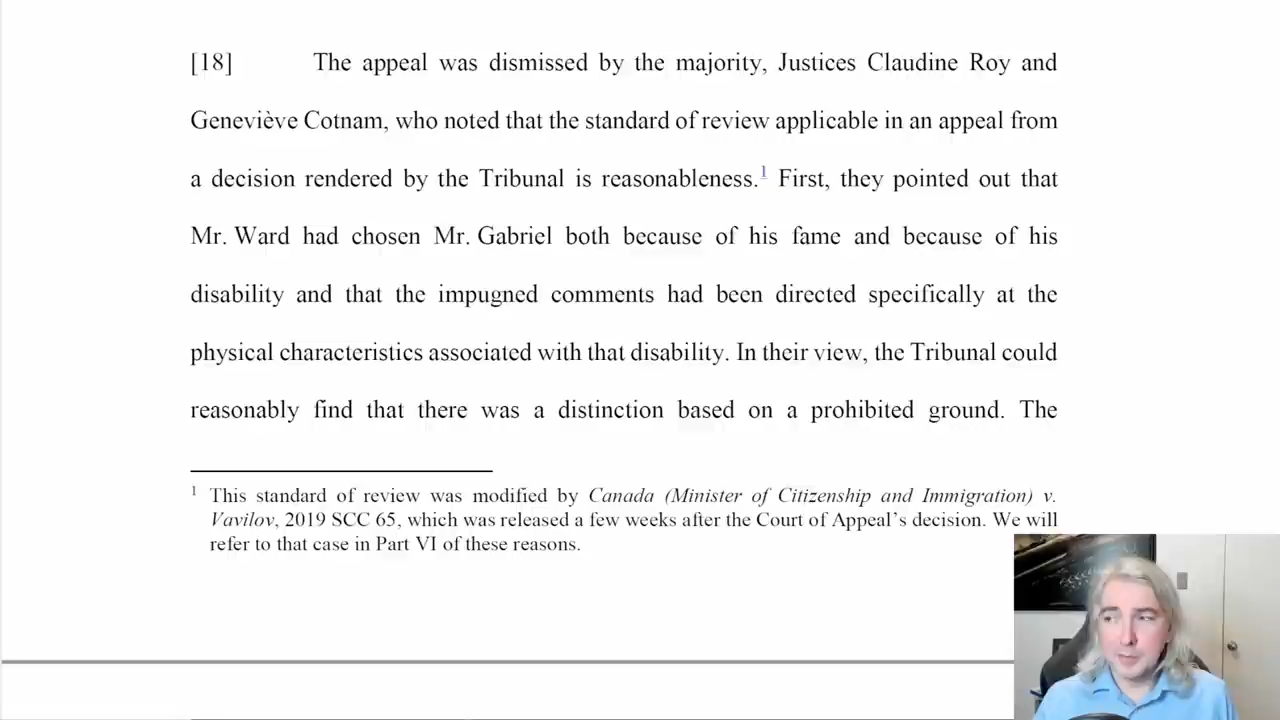 [18] The appeal was dismissed by the majority, Justices Claudine Roy and
Geneviève Cotnam, who noted that the standard of review applicable in an appeal from
a decision rendered by the Tribunal is reasonableness.1 First, they pointed out that
Mr. Ward had chosen Mr. Gabriel both because of his fame and because of his
disability and that the impugned comments had been directed specifically at the
physical characteristics associated with that disability. In their view, the Tribunal could
reasonably find that there was a distinction based on a prohibited ground. The
1 This standard of review was modified by Canada (Minister of Citizenship and Immigration) v.
Vavilov, 2019 SCC 65, which was released a few weeks after the Court of Appeal’s decision. We will
refer to that case in Part VI of these reasons.